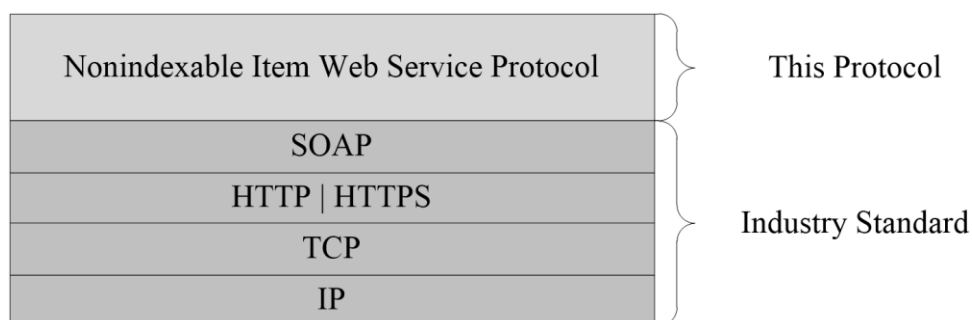 Nonindexable Item Web Service Protocol
This Protocol
SOAP
HTTP | HTTPS
TCP
IP
Industry Standard